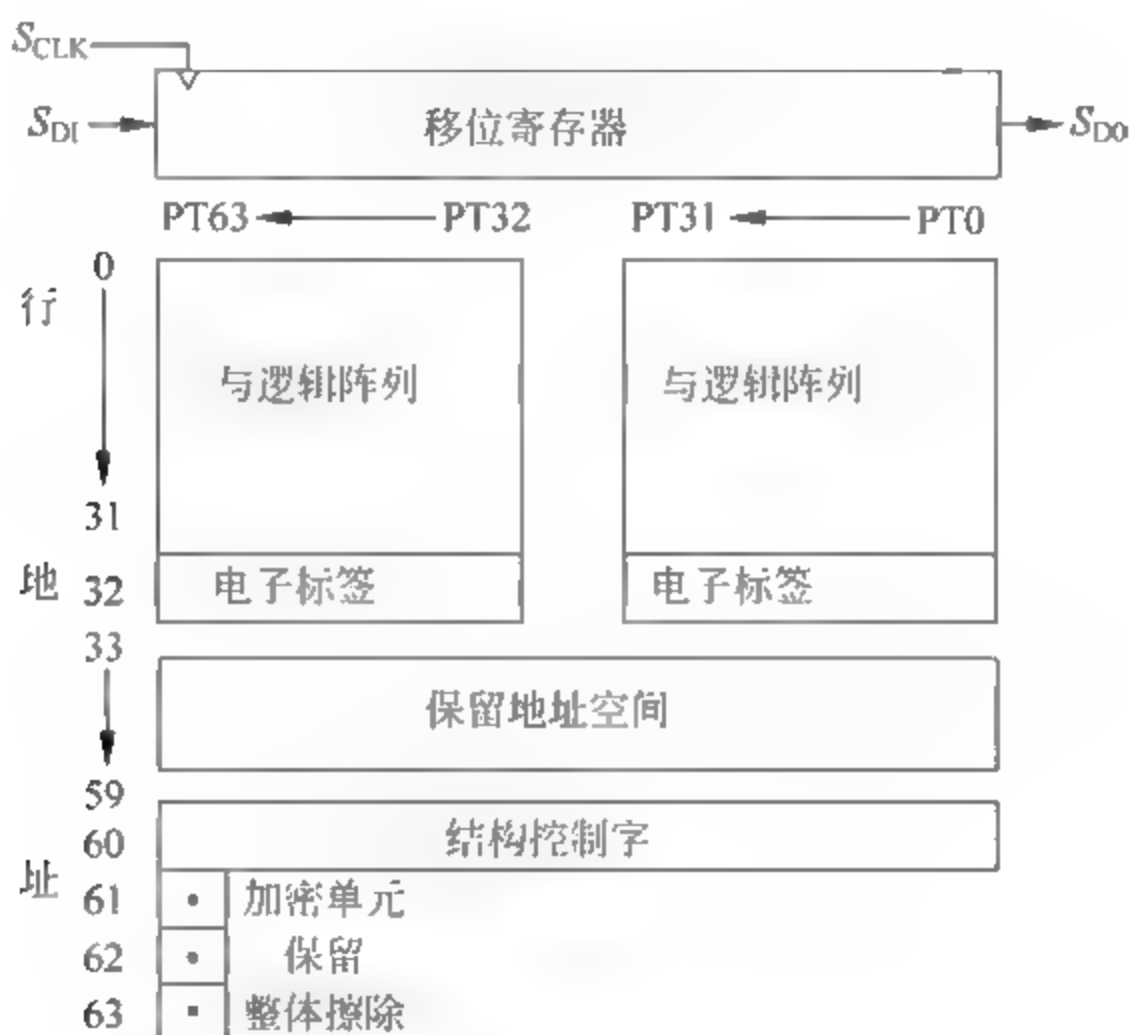 SCLK
SDI 移位寄存器 SD0
PT63 PT32 PT31 PT0
0
行
与逻辑阵列 与逻辑阵列
31
地 32 电子标签 电子标签
33
保留地址空间
59
60 结构控制字
址 61 加密单元
62 保留
63 整体擦除